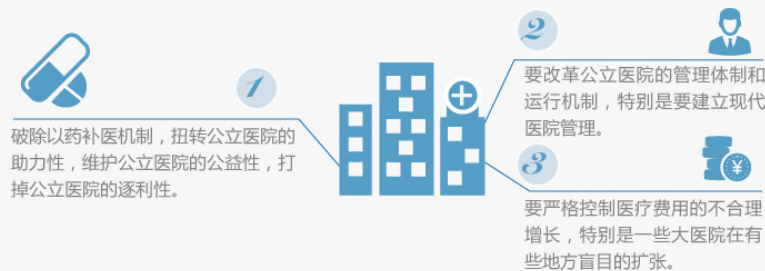 1
破除以药补医机制，扭转公立医院的
助力性，维护公立医院的公益性，打
掉公立医院的逐利性。
2
要改革公立医院的管理体制和
运行机制，特别是要建立现代
医院管理。
3
¥
要严格控制医疗费用的不合理
增长，特别是一些大医院在有
些地方盲目的扩张。